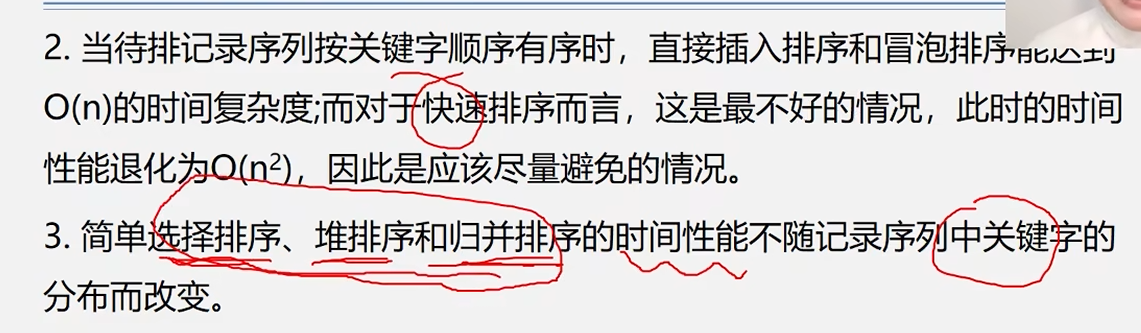 2. 当待排记录序列按关键字顺序有序时，直接插入排序和冒泡排序能达到
O(n)的时间复杂度;而对于快速排序而言，这是最不好的情况，此时的时间
性能退化为O(n²)，因此是应该尽量避免的情况。
3. 简单选择排序、堆排序和归并排序的时间性能不随记录序列中关键字的
分布而改变。